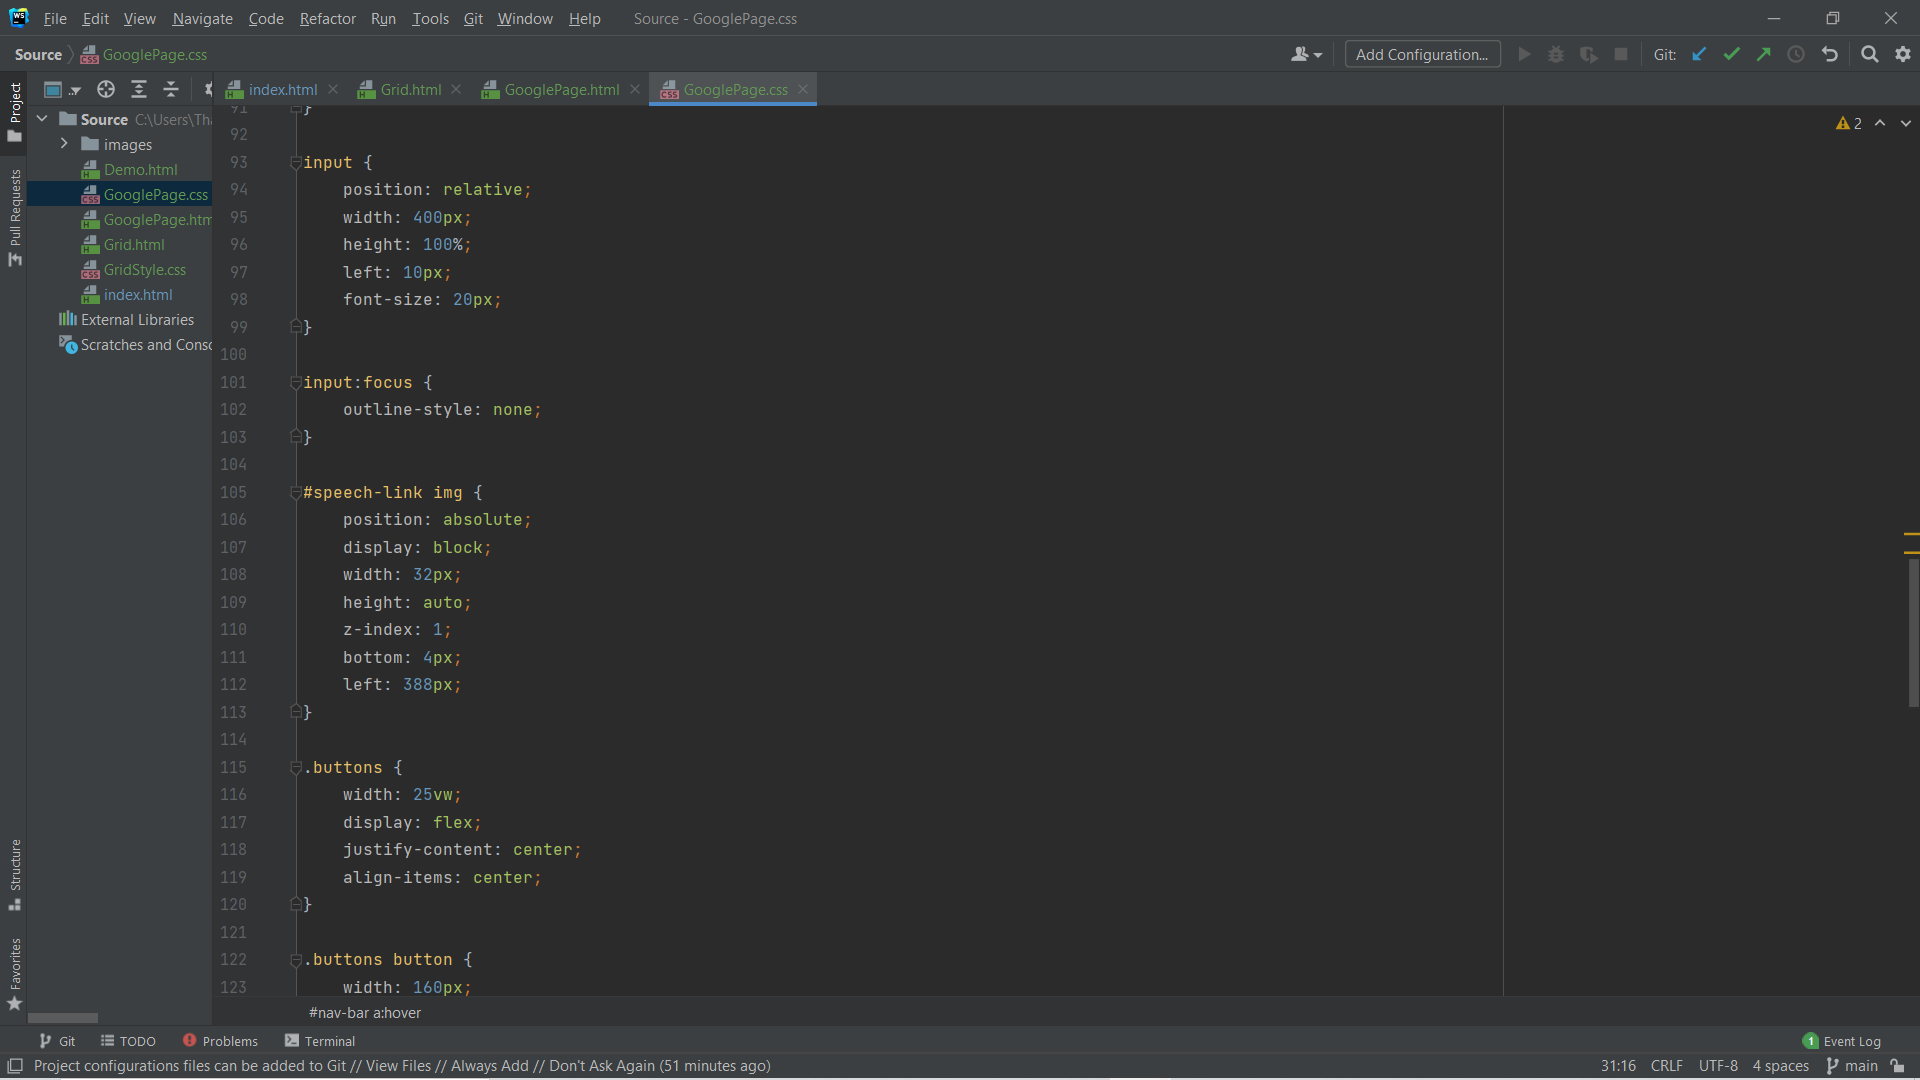 WS File Edit View Navigate Code Refactor Run Tools Git Window Help Source - GooglePage.css
Source GooglePage.css Add Configuration... Git:
index.html Grid.html GooglePage.html GooglePage.css
Project
Pull Requests
Structure
Favorites
Source C:\Users\Tha
images
Demo.html
GooglePage.css
GooglePage.htm
Grid.html
GridStyle.css
index.html
External Libraries
Scratches and Conso
2
91 }
92
93 input {
94     position: relative;
95     width: 400px;
96     height: 100%;
97     left: 10px;
98     font-size: 20px;
99 }
100
101 input:focus {
102     outline-style: none;
103 }
104
105 #speech-link img {
106     position: absolute;
107     display: block;
108     width: 32px;
109     height: auto;
110     z-index: 1;
111     bottom: 4px;
112     left: 388px;
113 }
114
115 .buttons {
116     width: 25vw;
117     display: flex;
118     justify-content: center;
119     align-items: center;
120 }
121
122 .buttons button {
123     width: 160px;
#nav-bar a:hover
Git TODO Problems Terminal 1 Event Log
Project configurations files can be added to Git // View Files // Always Add // Don't Ask Again (51 minutes ago) 31:16 CRLF UTF-8 4 spaces main